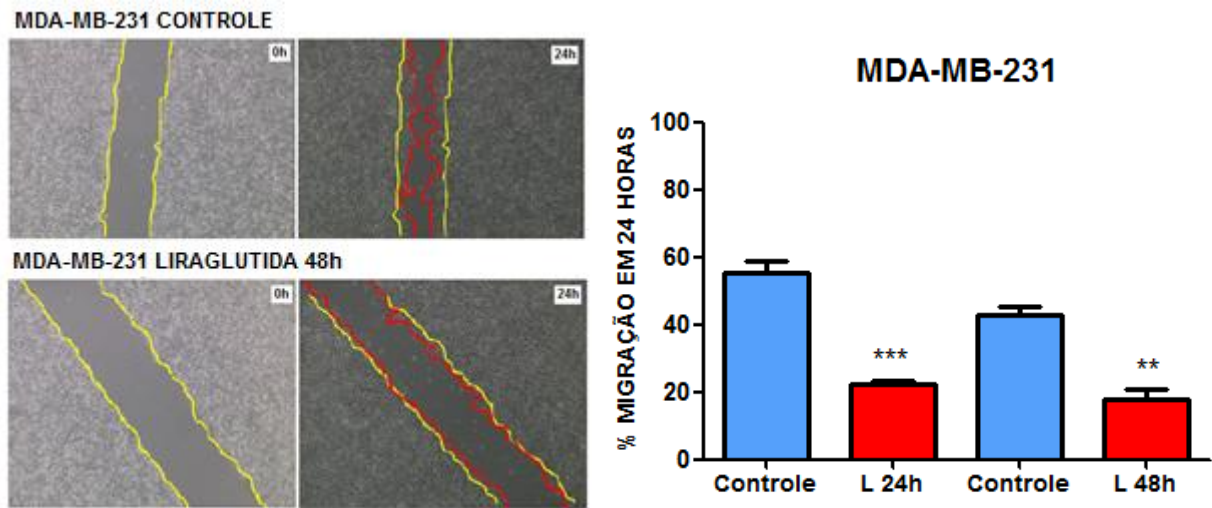 MDA-MB-231 CONTROLE
0h
24h
MDA-MB-231 LIRAGLUTIDA 48h
0h
24h
MDA-MB-231
% MIGRAÇÃO EM 24 HORAS
100
80
60
40
20
0
***
**
Controle L 24h Controle L 48h